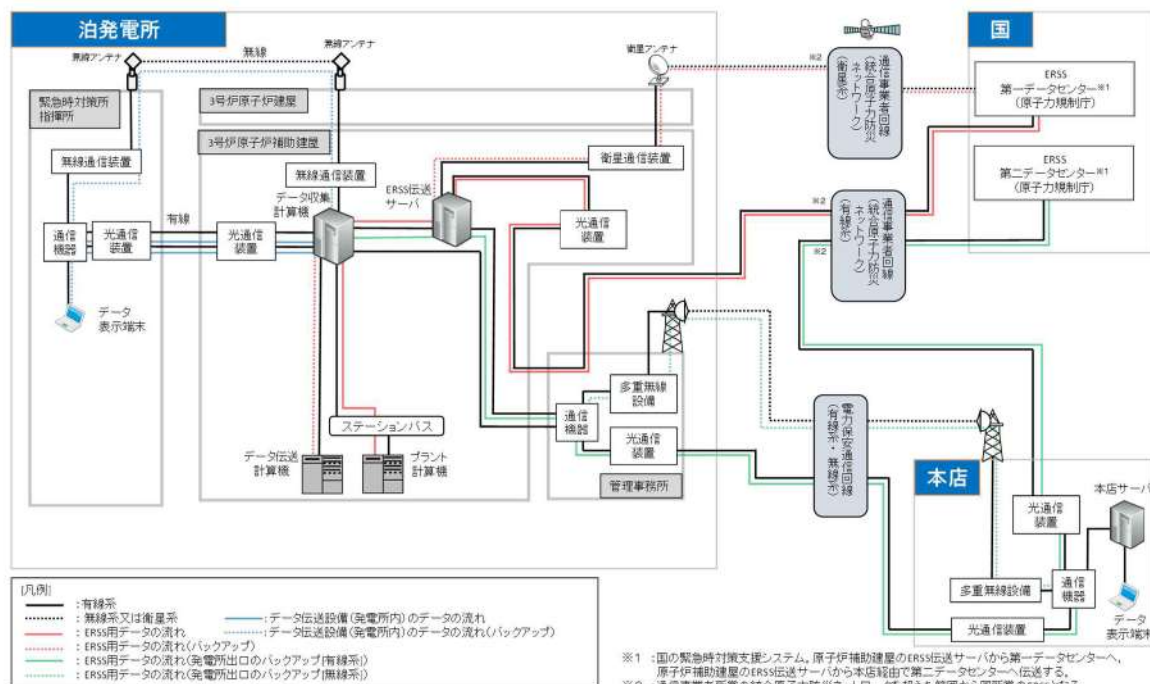 泊発電所
無線アンテナ
無線
無線アンテナ
衛星アンテナ
緊急時対策所
指揮所
3号炉原子炉建屋
3号炉原子炉補助建屋
無線通信装置
無線通信装置
衛星通信装置
データ収集
計算機
ERSS伝送
サーバ
有線
通信
機器
光通信
装置
光通信
装置
光通信
装置
データ
表示端末
ステーションバス
データ伝送
計算機
プラント
計算機
多重無線
設備
通信
機器
光通信
装置
管理事務所
※2
通信事業者回線
(統合原子力防災
ネットワーク)
(衛星系)
※2
※2
通信事業者回線
(統合原子力防災
ネットワーク)
(有線系)
電力保安通信回線
(有線系・無線系)
国
ERSS
第一データセンター※1
(原子力規制庁)
ERSS
第二データセンター※1
(原子力規制庁)
本店
本店サーバ
光通信
装置
多重無線設備
通信
機器
光通信装置
データ
表示端末
[凡例]
:有線系
:無線系又は衛星系
:データ伝送設備(発電所内)のデータの流れ
:ERSS用データの流れ
:データ伝送設備(発電所内)のデータの流れ(バックアップ)
:ERSS用データの流れ(バックアップ)
:ERSS用データの流れ(発電所出口のバックアップ[有線系])
:ERSS用データの流れ(発電所出口のバックアップ[無線系])
※1 :国の緊急時対策支援システム。原子炉補助建屋のERSS伝送サーバから第一データセンターへ、
原子炉補助建屋のERSS伝送サーバから本店経由で第二データセンターへ伝送する。